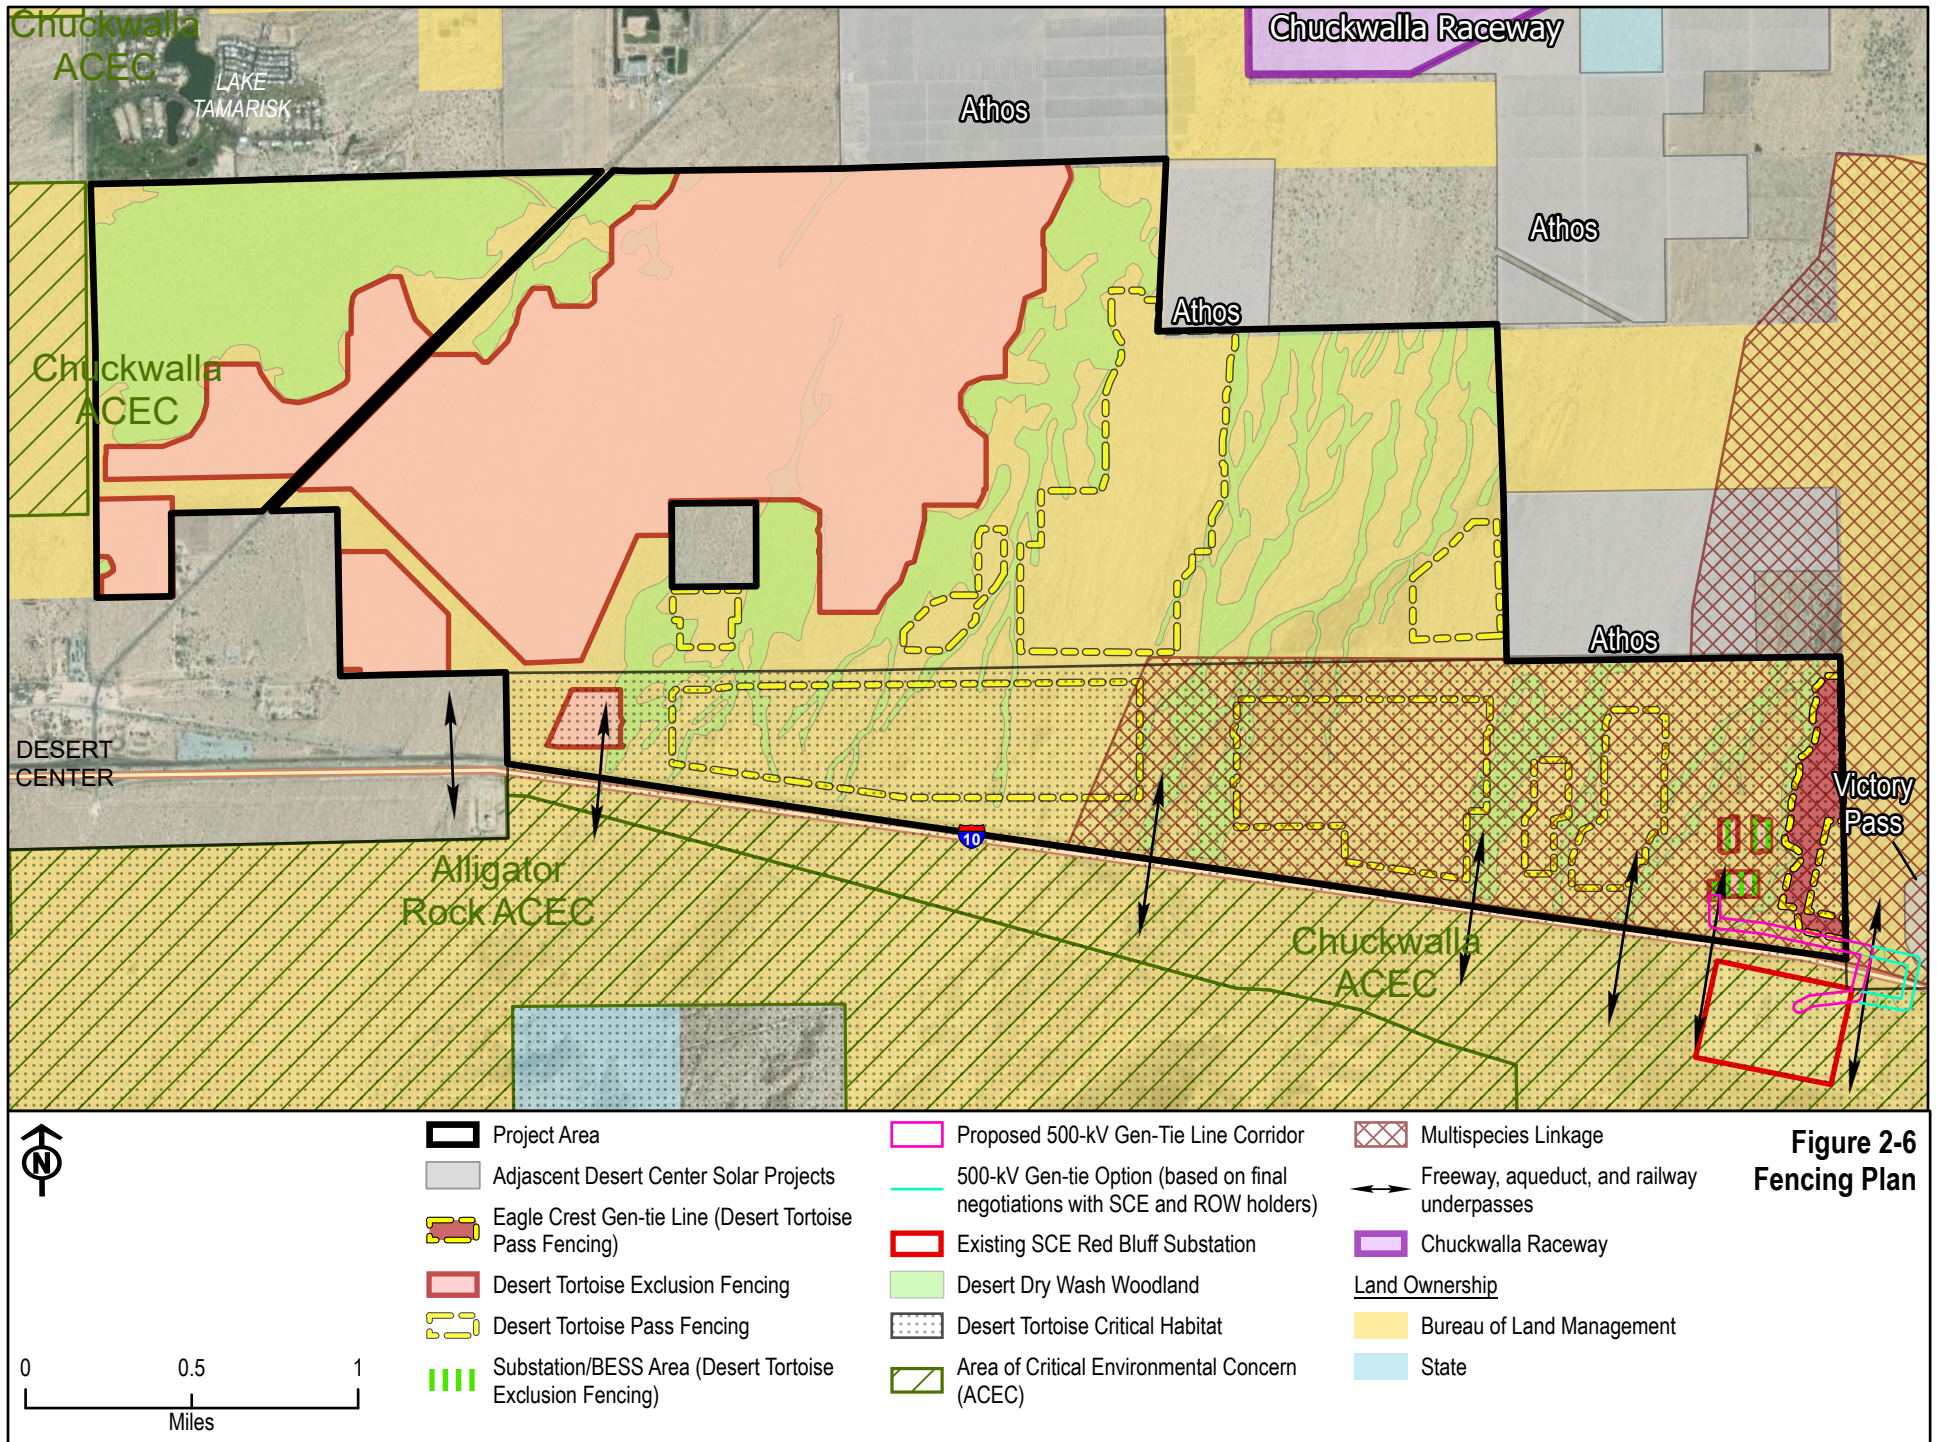 Chuckwalla
ACEC
LAKE
TAMARISK
Chuckwalla Raceway
Athos
Athos
Athos
Chuckwalla
ACEC
Athos
DESERT
CENTER
Victory
Pass
10
Alligator
Rock ACEC
Chuckwalla
ACEC
N
0
0.5
1
Miles
Project Area
Adjascent Desert Center Solar Projects
Eagle Crest Gen-tie Line (Desert Tortoise
Pass Fencing)
Desert Tortoise Exclusion Fencing
Desert Tortoise Pass Fencing
Substation/BESS Area (Desert Tortoise
Exclusion Fencing)
Proposed 500-kV Gen-Tie Line Corridor
500-kV Gen-tie Option (based on final
negotiations with SCE and ROW holders)
Existing SCE Red Bluff Substation
Desert Dry Wash Woodland
Desert Tortoise Critical Habitat
Area of Critical Environmental Concern
(ACEC)
Multispecies Linkage
Freeway, aqueduct, and railway
underpasses
Chuckwalla Raceway
Land Ownership
Bureau of Land Management
State
Figure 2-6
Fencing Plan